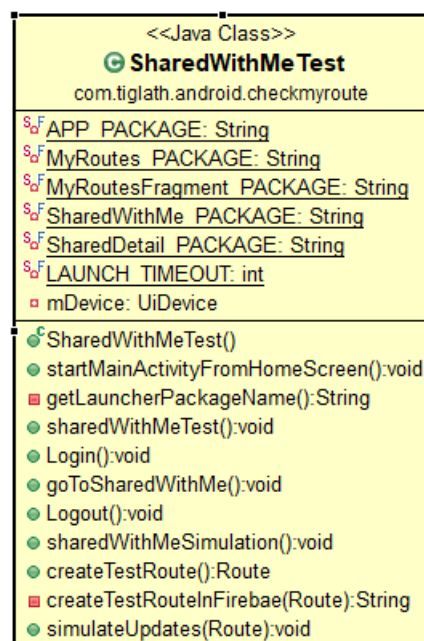 <<Java Class>>
SharedWithMeTest
com.tiglath.android.checkmyroute
APP_PACKAGE: String
MyRoutes_PACKAGE: String
MyRoutesFragment_PACKAGE: String
SharedWithMe_PACKAGE: String
SharedDetail_PACKAGE: String
LAUNCH_TIMEOUT: int
mDevice: UiDevice
SharedWithMeTest()
startMainActivityFromHomeScreen():void
getLauncherPackageName():String
sharedWithMeTest():void
Login():void
goToSharedWithMe():void
Logout():void
sharedWithMeSimulation():void
createTestRoute():Route
createTestRouteInFirebae(Route):String
simulateUpdates(Route):void